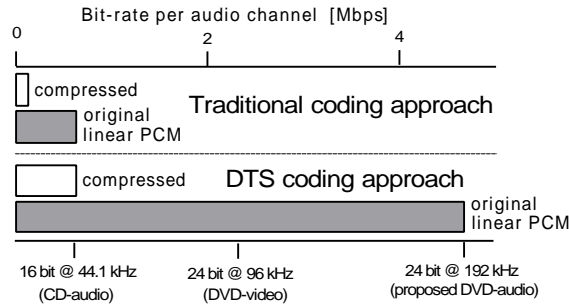 Bit-rate per audio channel [Mbps]
0 2 4
compressed
Traditional coding approach
original
linear PCM
compressed
DTS coding approach
original
linear PCM
16 bit @ 44.1 kHz
(CD-audio)
24 bit @ 96 kHz
(DVD-video)
24 bit @ 192 kHz
(proposed DVD-audio)